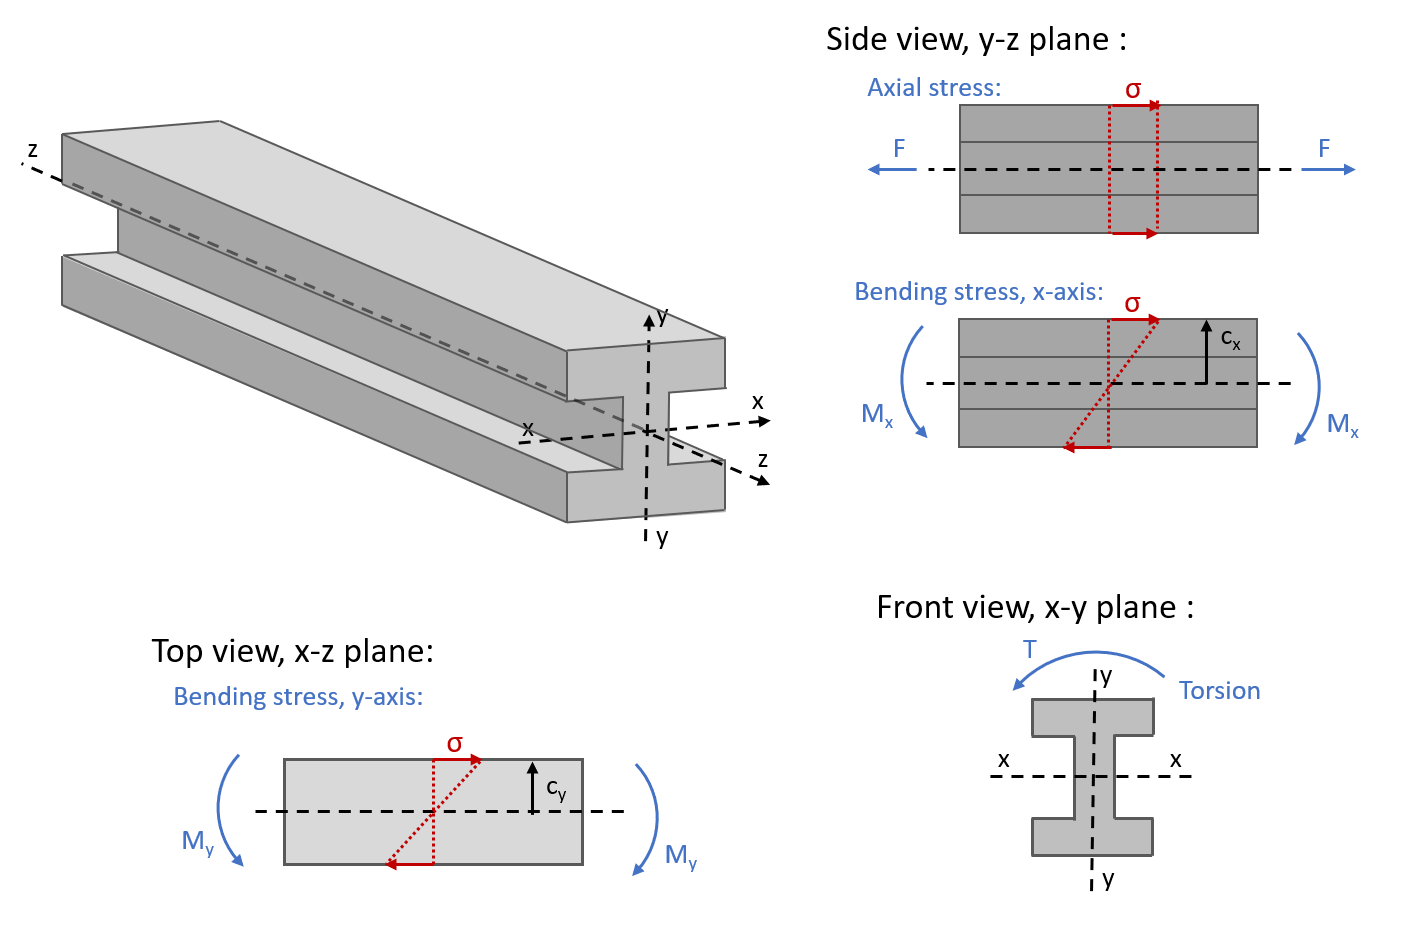 Side view, y-z plane :
Axial stress:
σ
F
F
Bending stress, x-axis:
σ
cx
Mx
Mx
z
y
x
x
z
y
Front view, x-y plane :
T
y
Torsion
x
x
y
Top view, x-z plane:
Bending stress, y-axis:
σ
cy
My
My